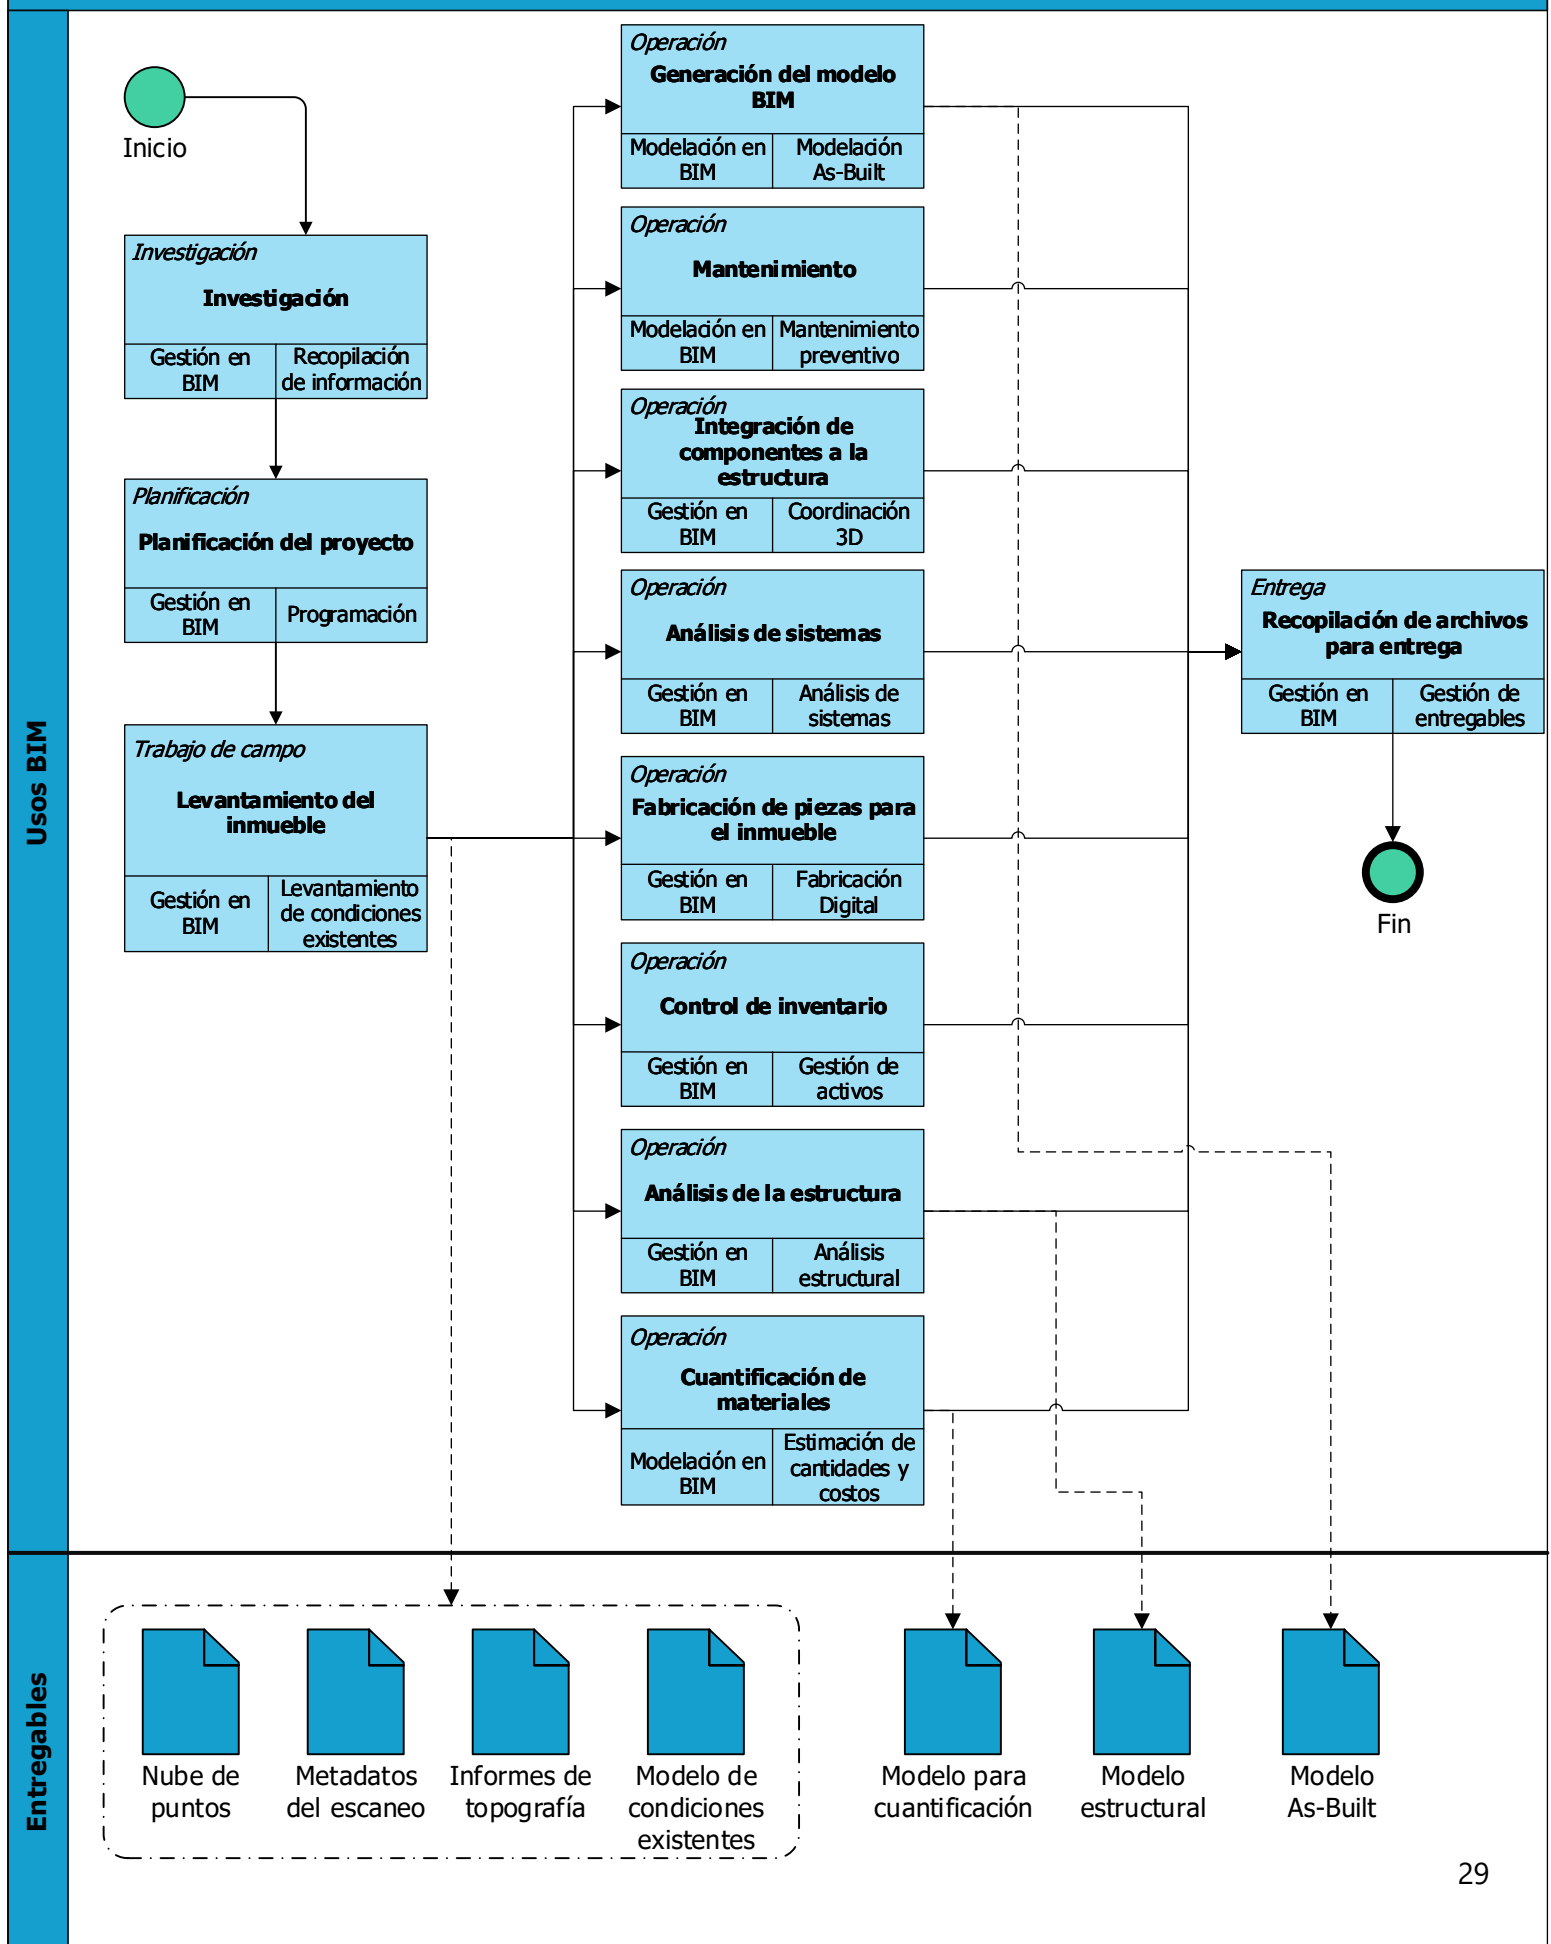 Usos BIM
Inicio
Investigación
Investigación
Gestión en
BIM
Recopilación
de información
Planificación
Planificación del proyecto
Gestión en
BIM
Programación
Trabajo de campo
Levantamiento del
inmueble
Gestión en
BIM
Levantamiento
de condiciones
existentes
Operación
Generación del modelo
BIM
Modelación en
BIM
Modelación
As-Built
Operación
Mantenimiento
Modelación en
BIM
Mantenimiento
preventivo
Operación
Integración de
componentes a la
estructura
Gestión en
BIM
Coordinación
3D
Operación
Análisis de sistemas
Gestión en
BIM
Análisis de
sistemas
Operación
Fabricación de piezas para
el inmueble
Gestión en
BIM
Fabricación
Digital
Operación
Control de inventario
Gestión en
BIM
Gestión de
activos
Operación
Análisis de la estructura
Gestión en
BIM
Análisis
estructural
Operación
Cuantificación de
materiales
Modelación en
BIM
Estimación de
cantidades y
costos
Entrega
Recopilación de archivos
para entrega
Gestión en
BIM
Gestión de
entregables
Fin
Entregables
Nube de
puntos
Metadatos
del escaneo
Informes de
topografía
Modelo de
condiciones
existentes
Modelo para
cuantificación
Modelo
estructural
Modelo
As-Built
29